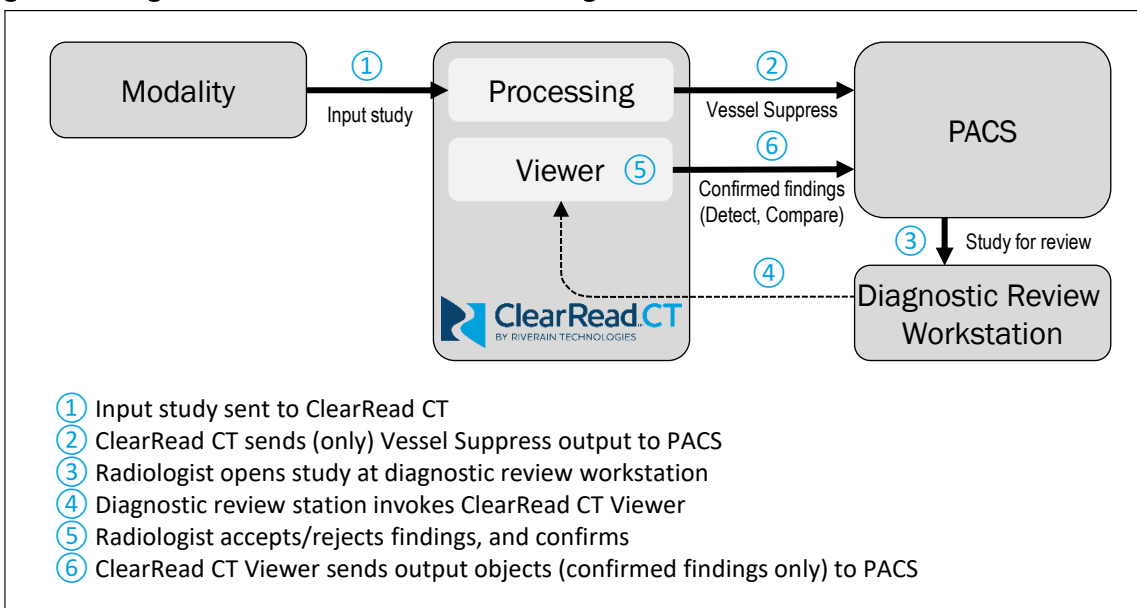 Modality
①
Input study
Processing
Viewer ⑤
ClearRead CT
BY RIVERAIN TECHNOLOGIES
②
Vessel Suppress
⑥
Confirmed findings
(Detect, Compare)
PACS
③ Study for review
④
Diagnostic Review
Workstation
① Input study sent to ClearRead CT
② ClearRead CT sends (only) Vessel Suppress output to PACS
③ Radiologist opens study at diagnostic review workstation
④ Diagnostic review station invokes ClearRead CT Viewer
⑤ Radiologist accepts/rejects findings, and confirms
⑥ ClearRead CT Viewer sends output objects (confirmed findings only) to PACS